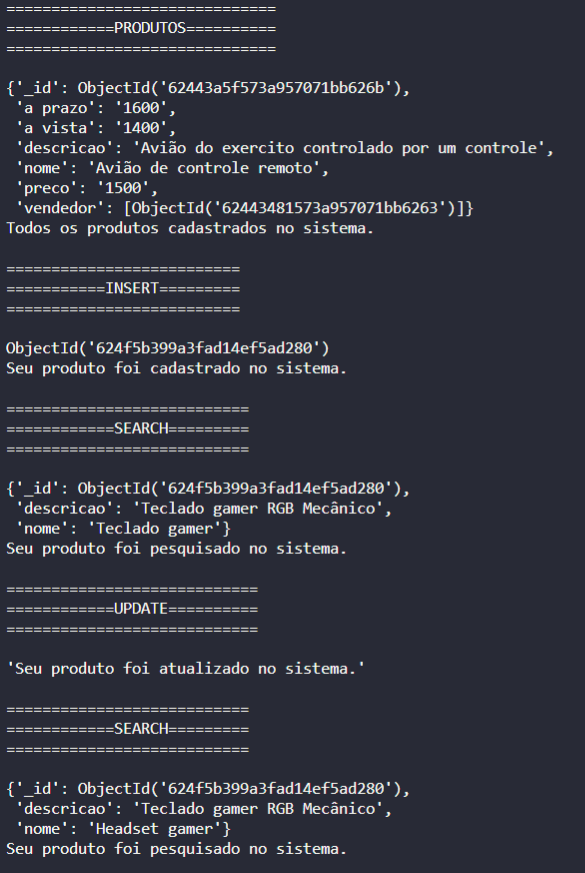 ==============================
============PRODUTOS==========
==============================
{'_id': ObjectId('62443a5f573a957071bb626b'),
'a prazo': '1600',
'a vista': '1400',
'descricao': 'Avião do exercito controlado por um controle',
'nome': 'Avião de controle remoto',
'preco': '1500',
'vendedor': [ObjectId('62443481573a957071bb6263')]}
Todos os produtos cadastrados no sistema.
==========================
===========INSERT=========
==========================
ObjectId('624f5b399a3fad14ef5ad280')
Seu produto foi cadastrado no sistema.
===========================
============SEARCH=========
===========================
{'_id': ObjectId('624f5b399a3fad14ef5ad280'),
'descricao': 'Teclado gamer RGB Mecânico',
'nome': 'Teclado gamer'}
Seu produto foi pesquisado no sistema.
============================
============UPDATE==========
============================
'Seu produto foi atualizado no sistema.'
===========================
============SEARCH=========
===========================
{'_id': ObjectId('624f5b399a3fad14ef5ad280'),
'descricao': 'Teclado gamer RGB Mecânico',
'nome': 'Headset gamer'}
Seu produto foi pesquisado no sistema.